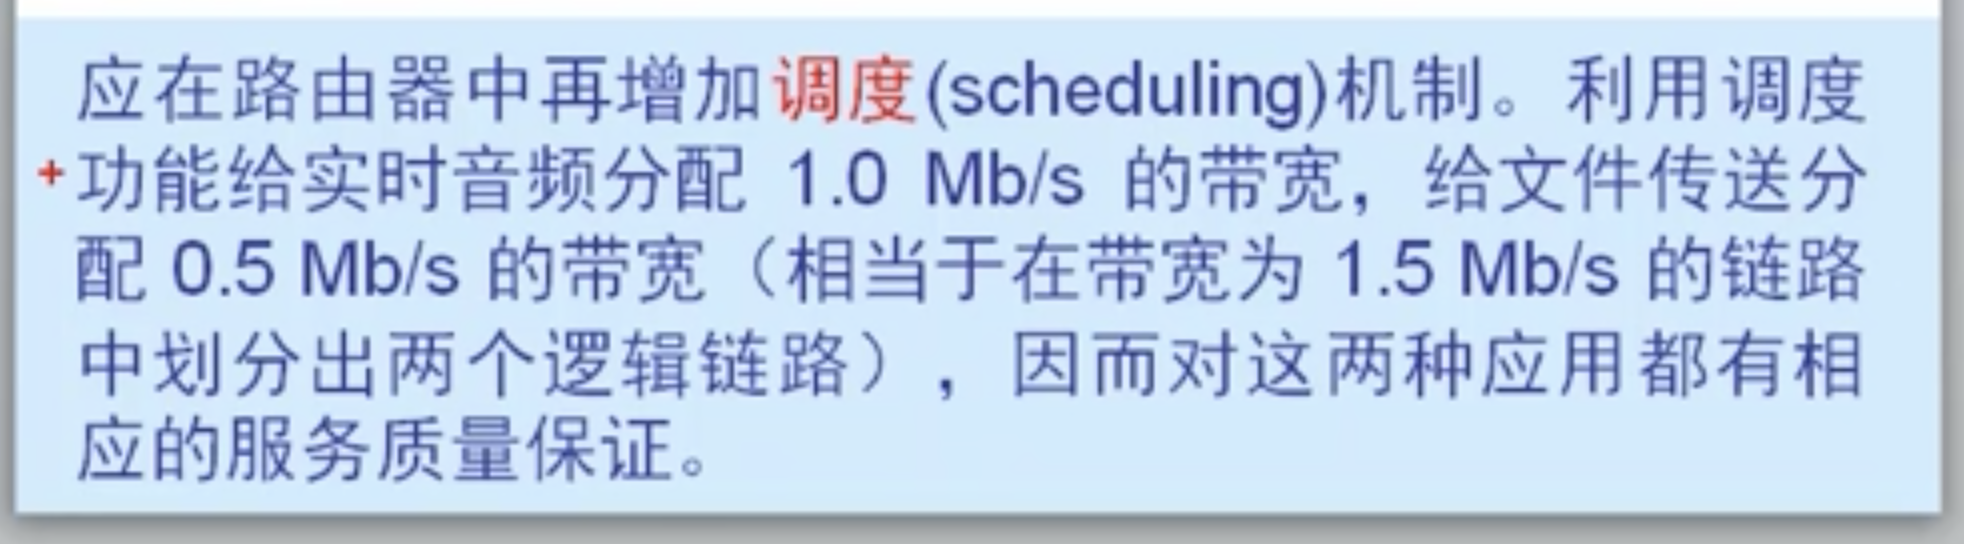 应在路由器中再增加调度(scheduling)机制。利用调度
功能给实时音频分配 1.0 Mb/s 的带宽，给文件传送分
配 0.5 Mb/s 的带宽（相当于在带宽为 1.5 Mb/s 的链路
中划分出两个逻辑链路），因而对这两种应用都有相
应的服务质量保证。